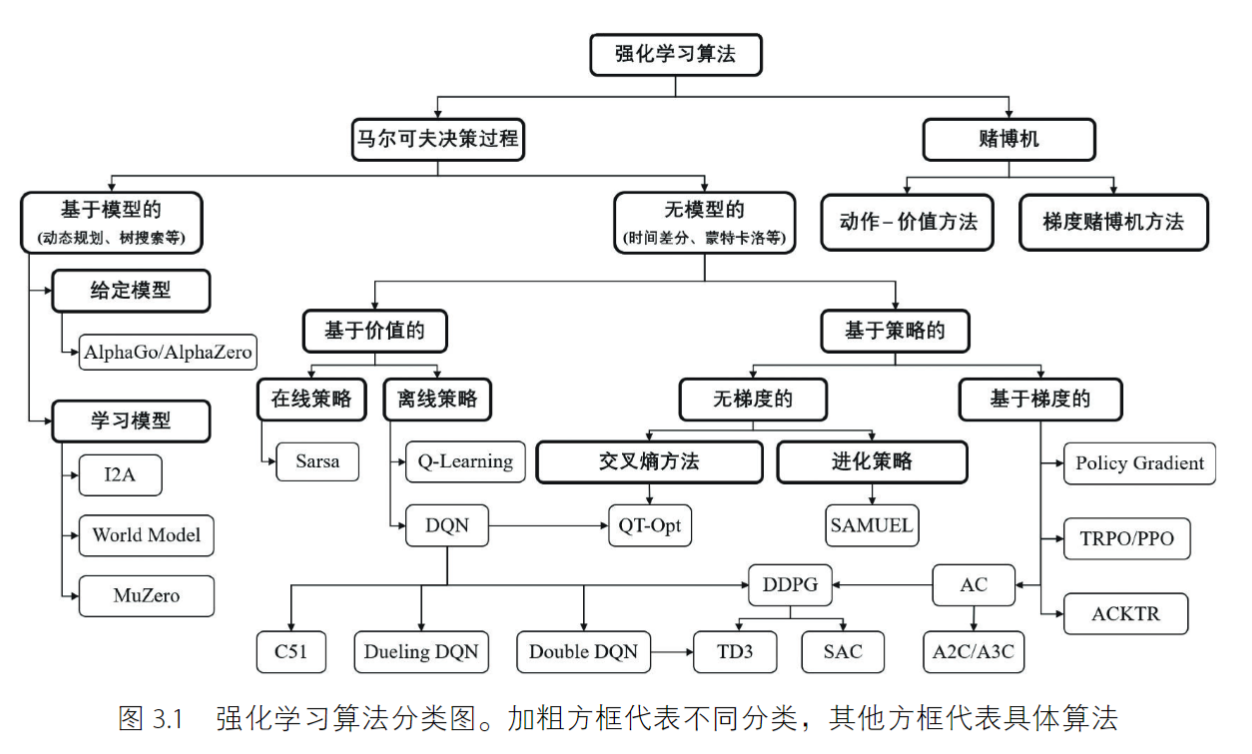 强化学习算法
马尔可夫决策过程
赌博机
基于模型的
(动态规划、树搜索等)
无模型的
(时间差分、蒙特卡洛等)
动作–价值方法
梯度赌博机方法
给定模型
AlphaGo/AlphaZero
基于价值的
基于策略的
在线策略
离线策略
无梯度的
基于梯度的
学习模型
Sarsa
Q-Learning
交叉熵方法
进化策略
Policy Gradient
I2A
DQN
QT-Opt
SAMUEL
World Model
TRPO/PPO
MuZero
DDPG
AC
ACKTR
C51
Dueling DQN
Double DQN
TD3
SAC
A2C/A3C
图 3.1 强化学习算法分类图。加粗方框代表不同分类，其他方框代表具体算法